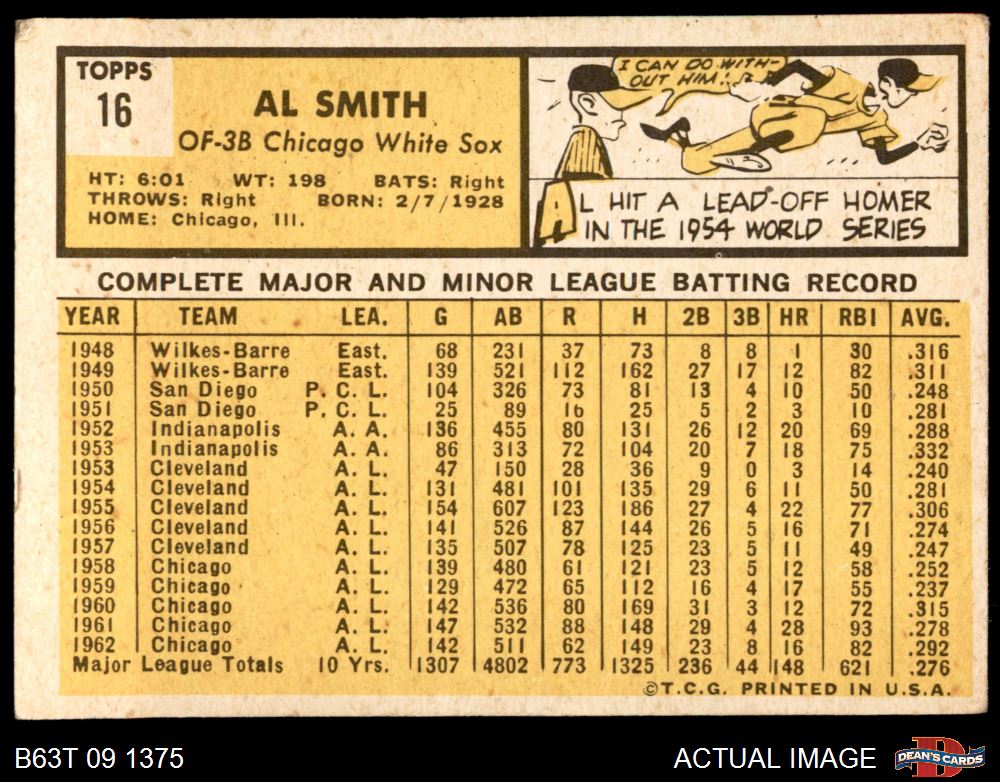 TOPPS
16
AL SMITH
OF-3B Chicago White Sox
HT: 6:01 WT: 198 BATS: Right
THROWS: Right BORN: 2/7/1928
HOME: Chicago, Ill.
I CAN DO WITH-
OUT HIM!
AL HIT A LEAD-OFF HOMER
IN THE 1954 WORLD SERIES
COMPLETE MAJOR AND MINOR LEAGUE BATTING RECORD
YEAR TEAM LEA. G AB R H 2B 3B HR RBI AVG.
1948 Wilkes-Barre East. 68 231 37 73 8 8 1 30 .316
1949 Wilkes-Barre East. 139 521 112 162 27 17 12 82 .311
1950 San Diego P. C. L. 104 326 73 81 13 4 10 50 .248
1951 San Diego P. C. L. 25 89 16 25 5 2 3 10 .281
1952 Indianapolis A. A. 136 455 80 131 26 12 20 69 .288
1953 Indianapolis A. A. 86 313 72 104 20 7 18 75 .332
1953 Cleveland A. L. 47 150 28 36 9 0 3 14 .240
1954 Cleveland A. L. 131 481 101 135 29 6 11 50 .281
1955 Cleveland A. L. 154 607 123 186 27 4 22 77 .306
1956 Cleveland A. L. 141 526 87 144 26 5 16 71 .274
1957 Cleveland A. L. 135 507 78 125 23 5 11 49 .247
1958 Chicago A. L. 139 480 61 121 23 5 12 58 .252
1959 Chicago A. L. 129 472 65 112 16 4 17 55 .237
1960 Chicago A. L. 142 536 80 169 31 3 12 72 .315
1961 Chicago A. L. 147 532 88 148 29 4 28 93 .278
1962 Chicago A. L. 142 511 62 149 23 8 16 82 .292
Major League Totals 10 Yrs. 1307 4802 773 1325 236 44 148 621 .276
©T.C.G. PRINTED IN U.S.A.
B63T 09 1375
ACTUAL IMAGE
D
DEAN'S CARDS